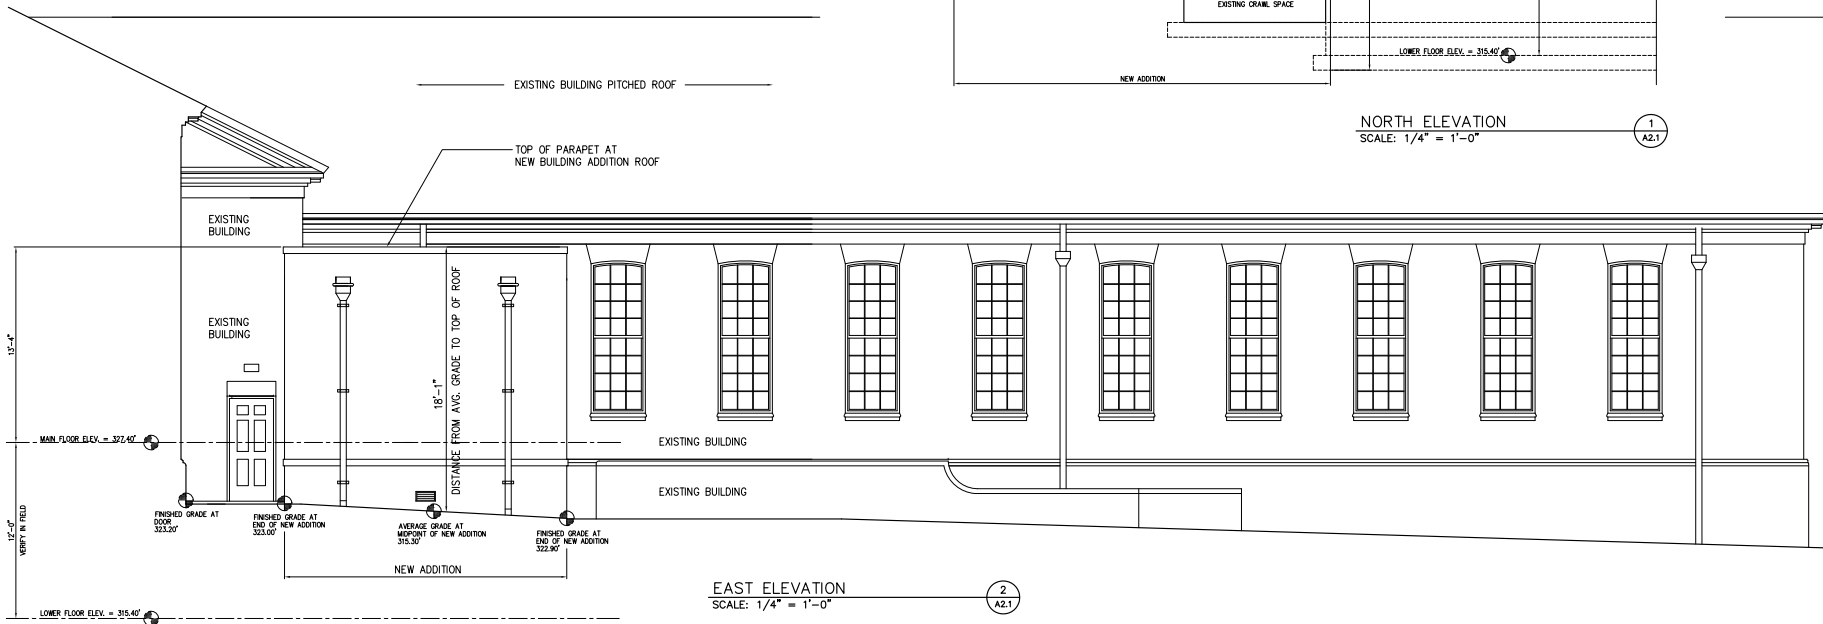 EXISTING CRAWL SPACE
LOWER FLOOR ELEV. = 315.40'
NEW ADDITION
NORTH ELEVATION
SCALE: 1/4" = 1'-0"
1
A2.1
EXISTING BUILDING PITCHED ROOF
TOP OF PARAPET AT
NEW BUILDING ADDITION ROOF
EXISTING
BUILDING
EXISTING
BUILDING
13'-4"
18'-1"
DISTANCE FROM AVG. GRADE TO TOP OF ROOF
MAIN FLOOR ELEV. = 327.40'
EXISTING BUILDING
EXISTING BUILDING
12'-0"
VERIFY IN FIELD
FINISHED GRADE AT
DOOR
323.20'
FINISHED GRADE AT
END OF NEW ADDITION
323.00'
AVERAGE GRADE AT
MIDPOINT OF NEW ADDITION
315.30'
FINISHED GRADE AT
END OF NEW ADDITION
322.90'
NEW ADDITION
EAST ELEVATION
SCALE: 1/4" = 1'-0"
2
A2.1
LOWER FLOOR ELEV. = 315.40'